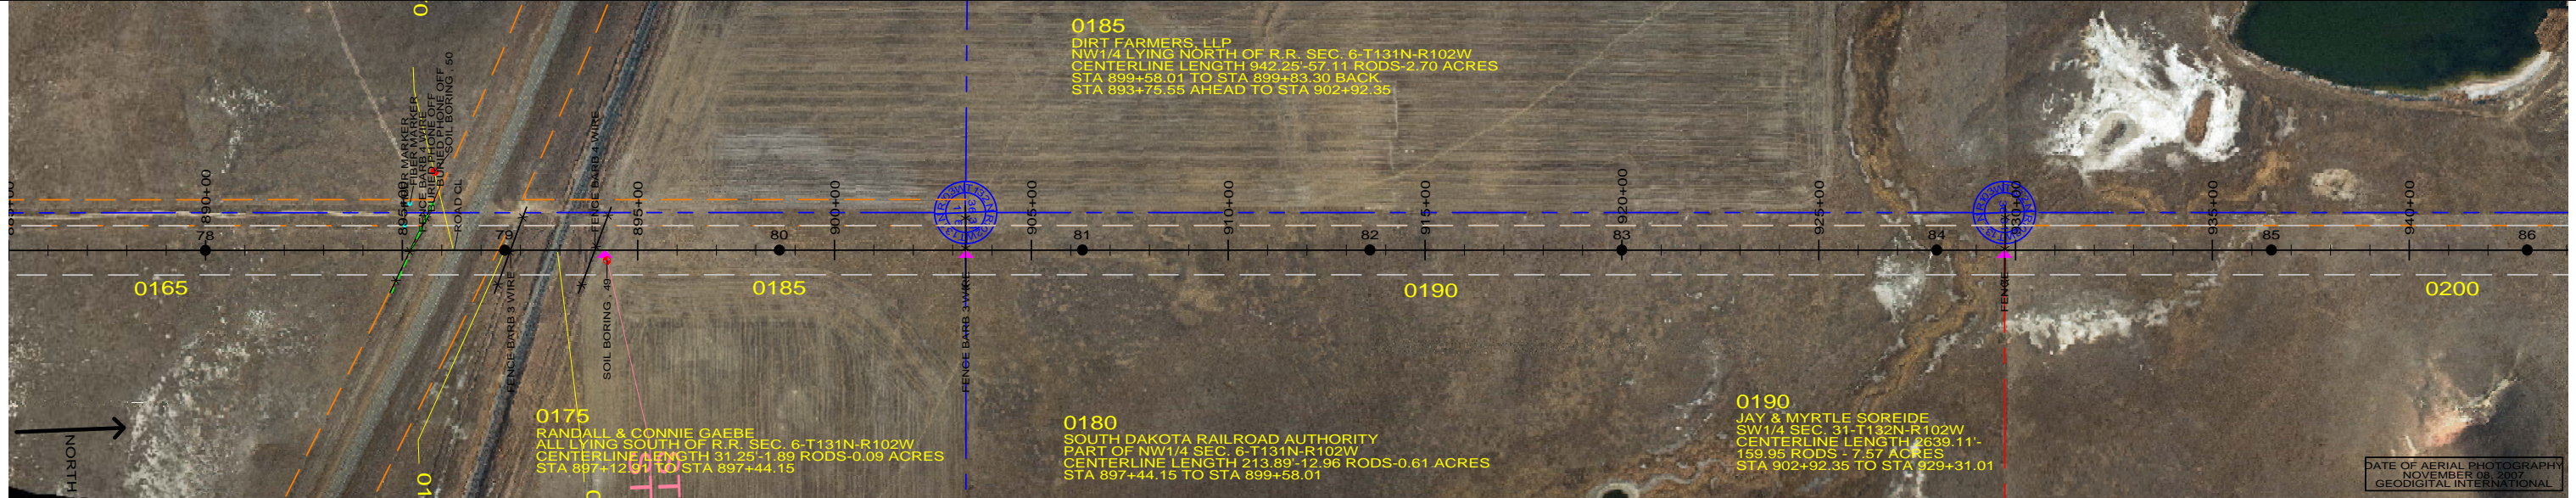 0185
DIRT FARMERS, LLP
NW1/4 LYING NORTH OF R.R. SEC. 6-T131N-R102W
CENTERLINE LENGTH 942.25'-57.11 RODS-2.70 ACRES
STA 899+58.01 TO STA 899+83.30 BACK
STA 893+75.55 AHEAD TO STA 902+92.35
FIBER MARKER
FENCE BARB 4 WIRE
BURIED PHONE OFF
BURIED PHONE OFF
SOIL BORING . 50
ROAD CL
FENCE BARB 4 WIRE
890+00
895+00
895+00
900+00
905+00
910+00
915+00
920+00
925+00
930+00
935+00
940+00
78
79
80
81
82
83
84
85
86
0165
0185
0190
0200
FENCE BARB 3 WIRE
SOIL BORING . 49
FENCE BARB 3 WIRE
FENCE
0175
RANDALL & CONNIE GAEBE
ALL LYING SOUTH OF R.R. SEC. 6-T131N-R102W
CENTERLINE LENGTH 31.25'-1.89 RODS-0.09 ACRES
STA 897+12.91 TO STA 897+44.15
0180
SOUTH DAKOTA RAILROAD AUTHORITY
PART OF NW1/4 SEC. 6-T131N-R102W
CENTERLINE LENGTH 213.89'-12.96 RODS-0.61 ACRES
STA 897+44.15 TO STA 899+58.01
0190
JAY & MYRTLE SOREIDE
SW1/4 SEC. 31-T132N-R102W
CENTERLINE LENGTH 2639.11'-
159.95 RODS - 7.57 ACRES
STA 902+92.35 TO STA 929+31.01
NORTH
DATE OF AERIAL PHOTOGRAPHY
NOVEMBER 08, 2007
GEODIGITAL INTERNATIONAL